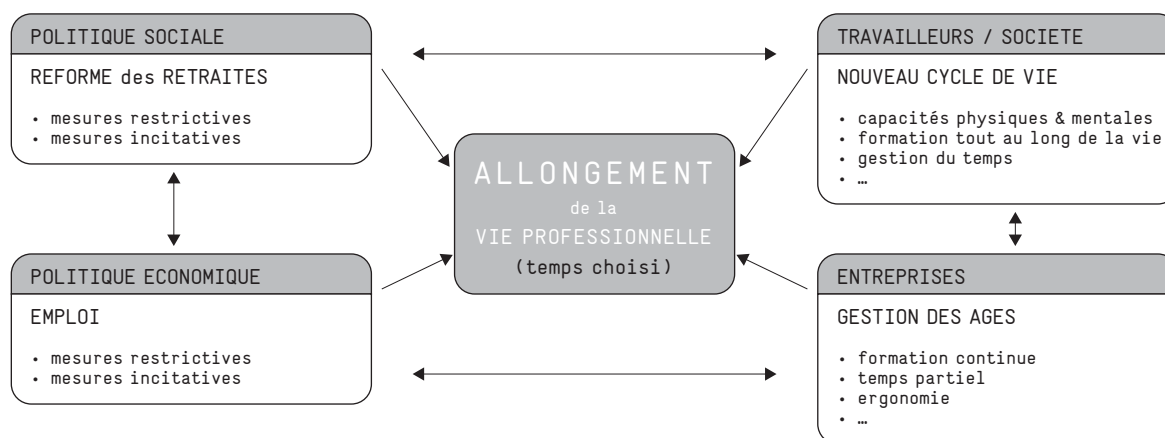 POLITIQUE SOCIALE
REFORME des RETRAITES
• mesures restrictives
• mesures incitatives
TRAVAILLEURS / SOCIETE
NOUVEAU CYCLE DE VIE
• capacités physiques & mentales
• formation tout au long de la vie
• gestion du temps
• …
ALLONGEMENT
de la
VIE PROFESSIONNELLE
(temps choisi)
POLITIQUE ECONOMIQUE
EMPLOI
• mesures restrictives
• mesures incitatives
ENTREPRISES
GESTION DES AGES
• formation continue
• temps partiel
• ergonomie
• …